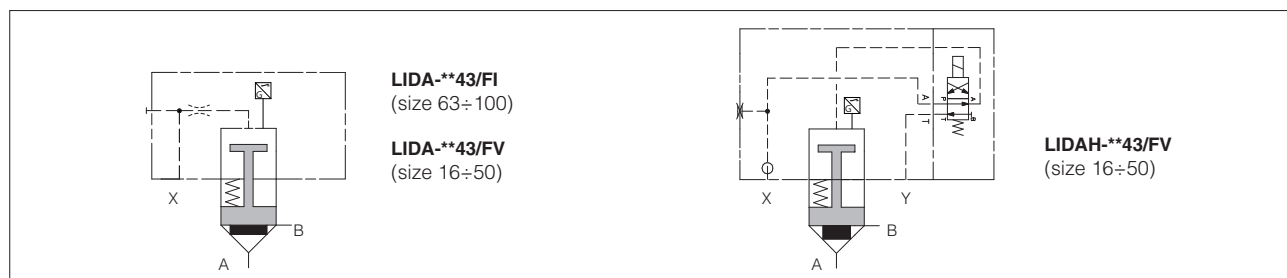 LIDA-**43/FI
(size 63÷100)
LIDA-**43/FV
(size 16÷50)
G
X
B
A
LIDAH-**43/FV
(size 16÷50)
G
A
P
A
T
T
B
X
Y
B
A